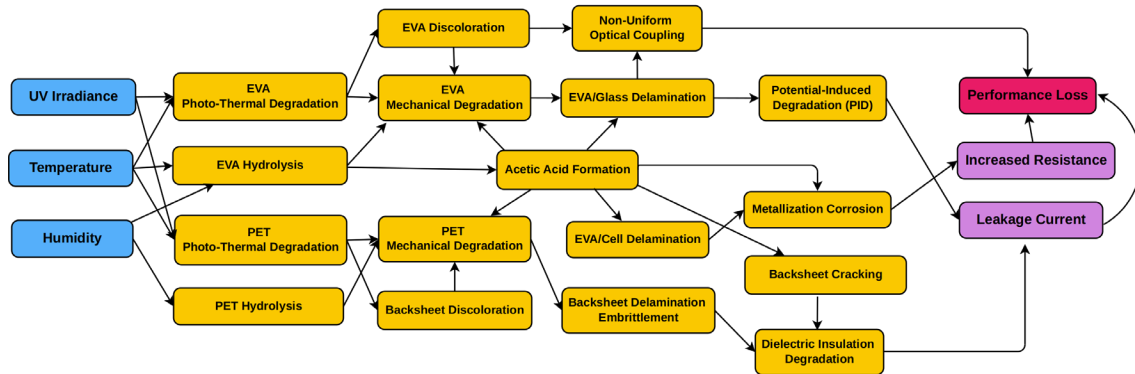 EVA Discoloration
Non-Uniform
Optical Coupling
UV Irradiance
EVA
Photo-Thermal Degradation
EVA
Mechanical Degradation
EVA/Glass Delamination
Potential-Induced
Degradation (PID)
Performance Loss
Temperature
EVA Hydrolysis
Acetic Acid Formation
Increased Resistance
Metallization Corrosion
Leakage Current
Humidity
PET
Photo-Thermal Degradation
PET
Mechanical Degradation
EVA/Cell Delamination
Backsheet Cracking
PET Hydrolysis
Backsheet Discoloration
Backsheet Delamination
Embrittlement
Dielectric Insulation
Degradation